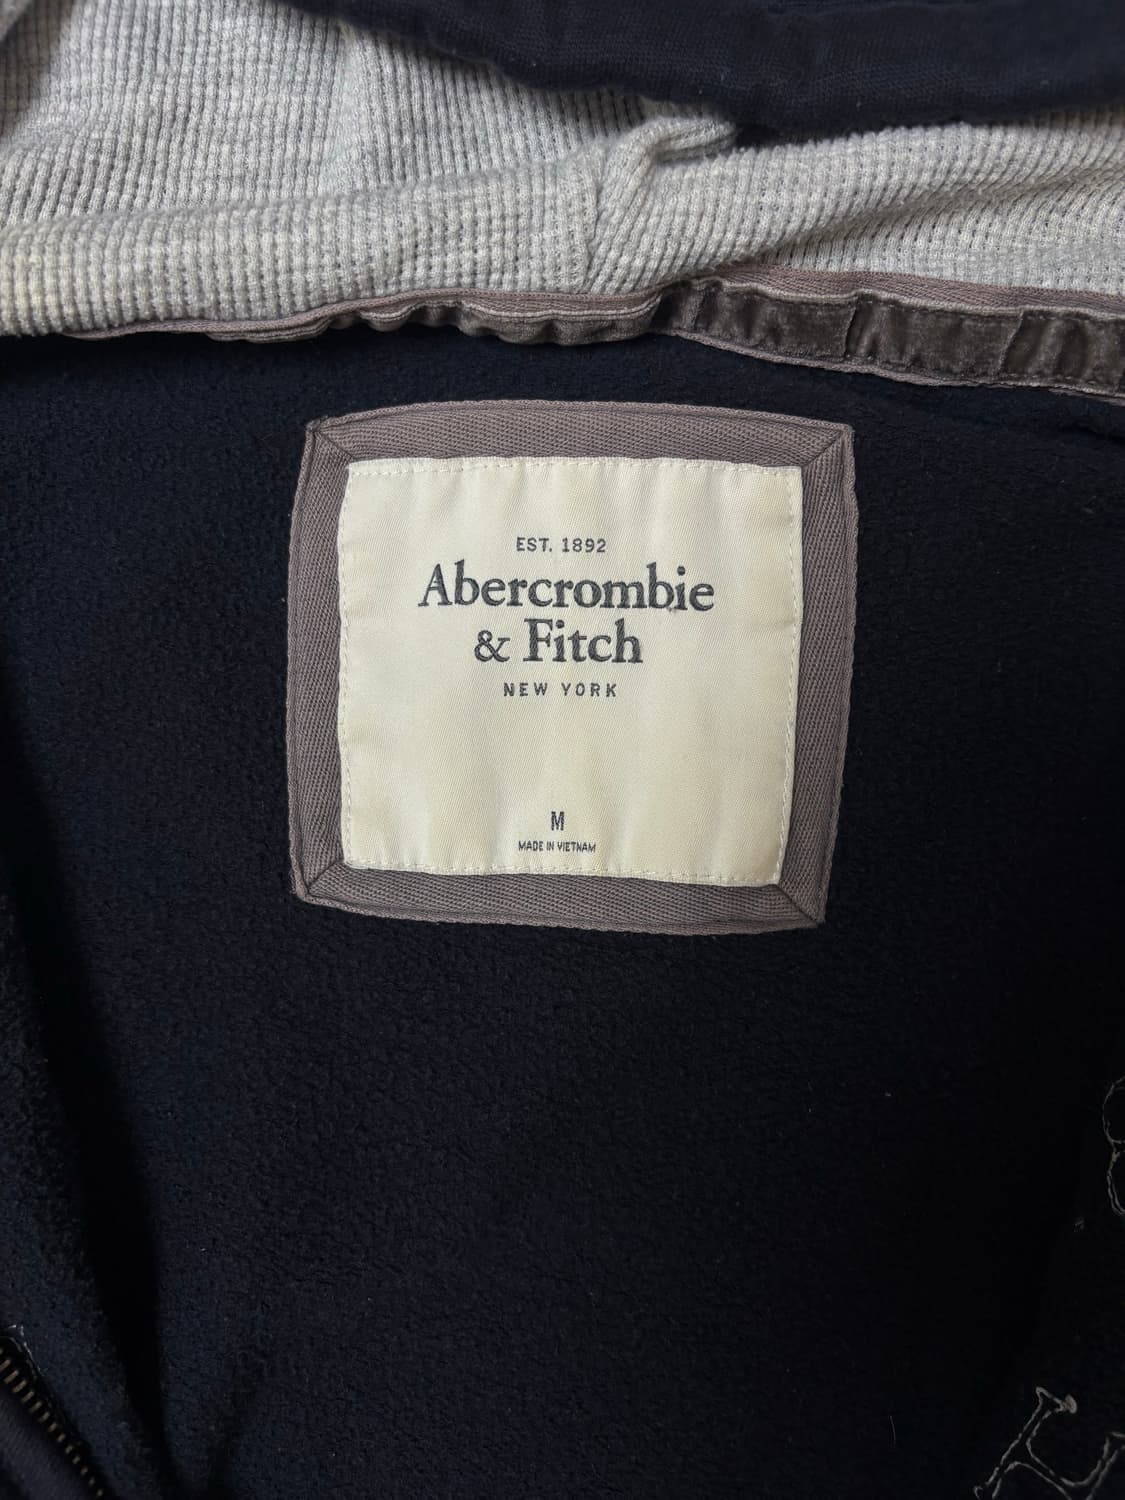 EST. 1892
Abercrombie
& Fitch
NEW YORK
M
MADE IN VIETNAM